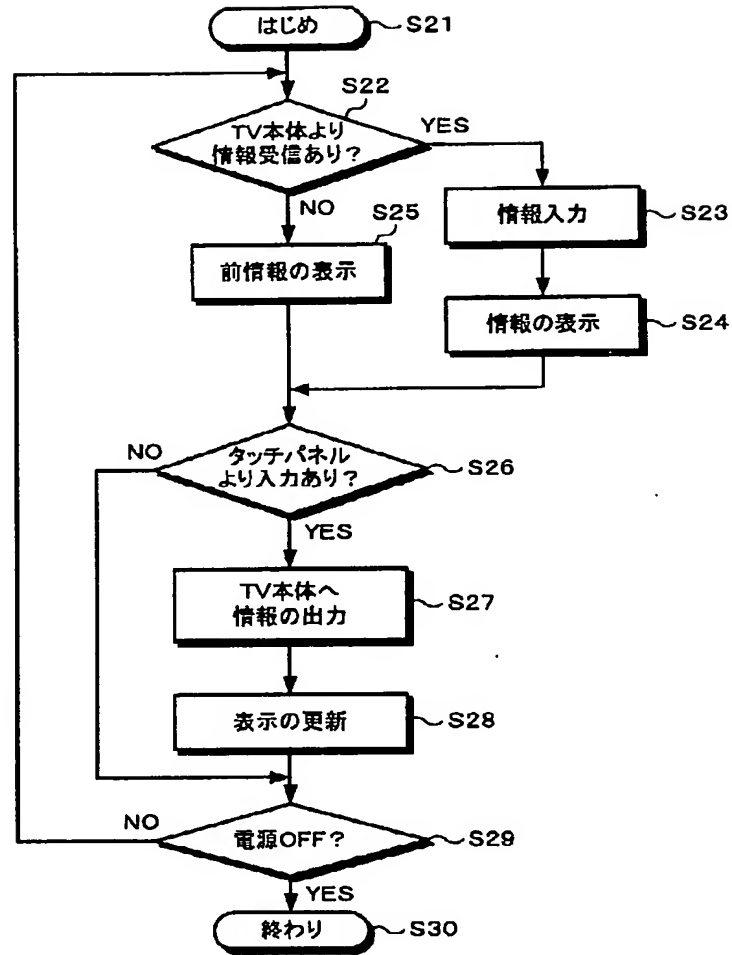 はじめ
S21
S22
TV本体より
情報受信あり?
YES
NO
S25
情報入力
S23
前情報の表示
情報の表示
S24
NO
タッチパネル
より入力あり?
S26
YES
TV本体へ
情報の出力
S27
表示の更新
S28
NO
電源OFF?
S29
YES
終わり
S30